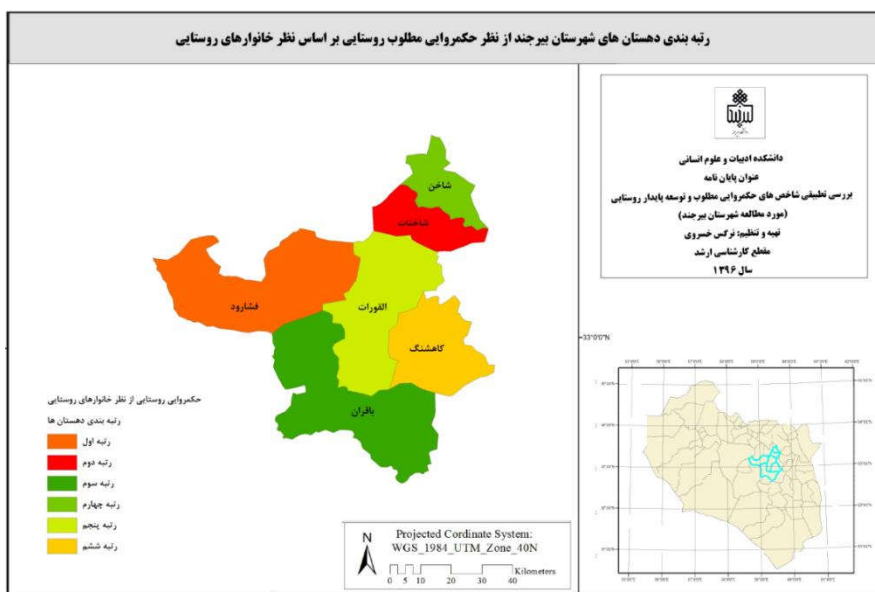 رتبه بندی دهستان های شهرستان بیرجند از نظر حکمروایی مطلوب روستایی بر اساس نظر خانوارهای روستایی
دانشکده ادبیات و علوم انسانی
عنوان پایان نامه
بررسی تطبیقی شاخص های حکمروایی مطلوب و توسعه پایدار روستایی
(مورد مطالعه شهرستان بیرجند)
تهیه و تنظیم: نرگس خسروی
مقطع کارشناسی ارشد
سال ۱۳۹۶
شاخن
شاخنات
فشارود
القورات
کاهشنگ
باقران
حکمروایی روستایی از نظر خانوارهای روستایی
رتبه بندی دهستان ها
رتبه اول
رتبه دوم
رتبه سوم
رتبه چهارم
رتبه پنجم
رتبه ششم
N
Projected Cordinate System:
WGS_1984_UTM_Zone_40N
Kilometers
0 5 10 20 30 40
33°0'0"N